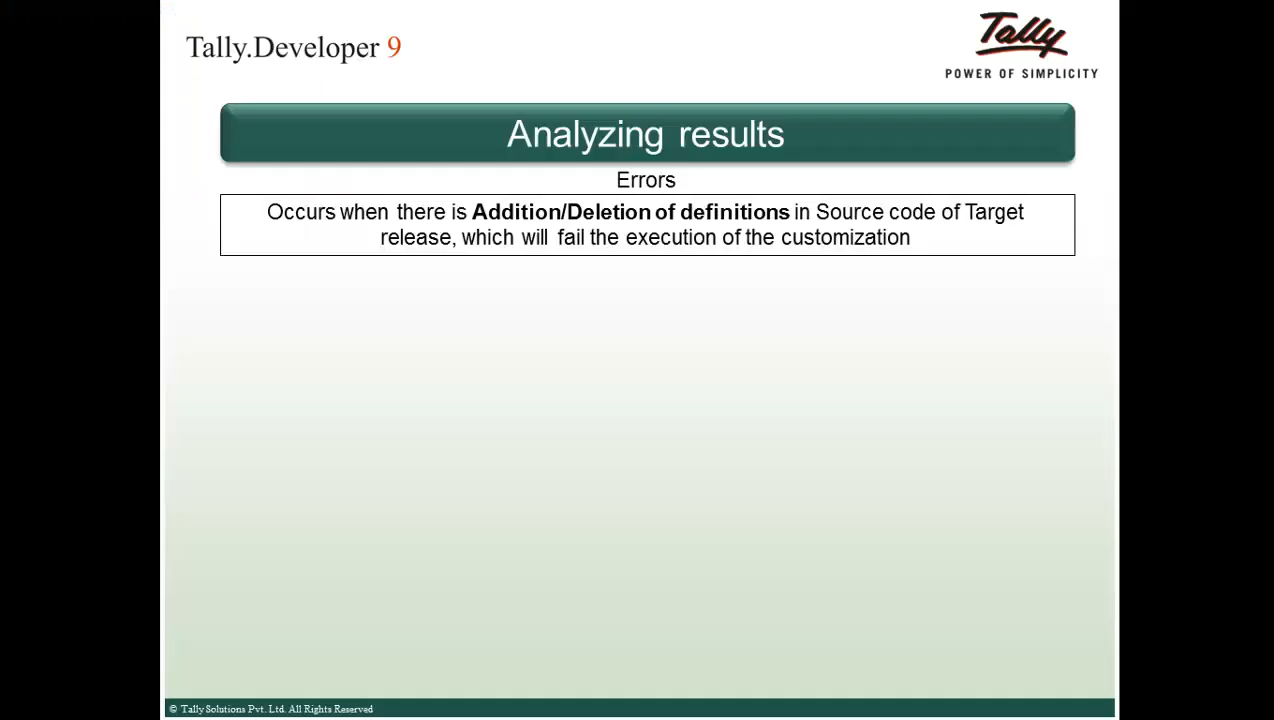 Tally.Developer 9
Tally
POWER OF SIMPLICITY
Analyzing results
Errors
Occurs when there is Addition/Deletion of definitions in Source code of Target
release, which will fail the execution of the customization
© Tally Solutions Pvt. Ltd. All Rights Reserved